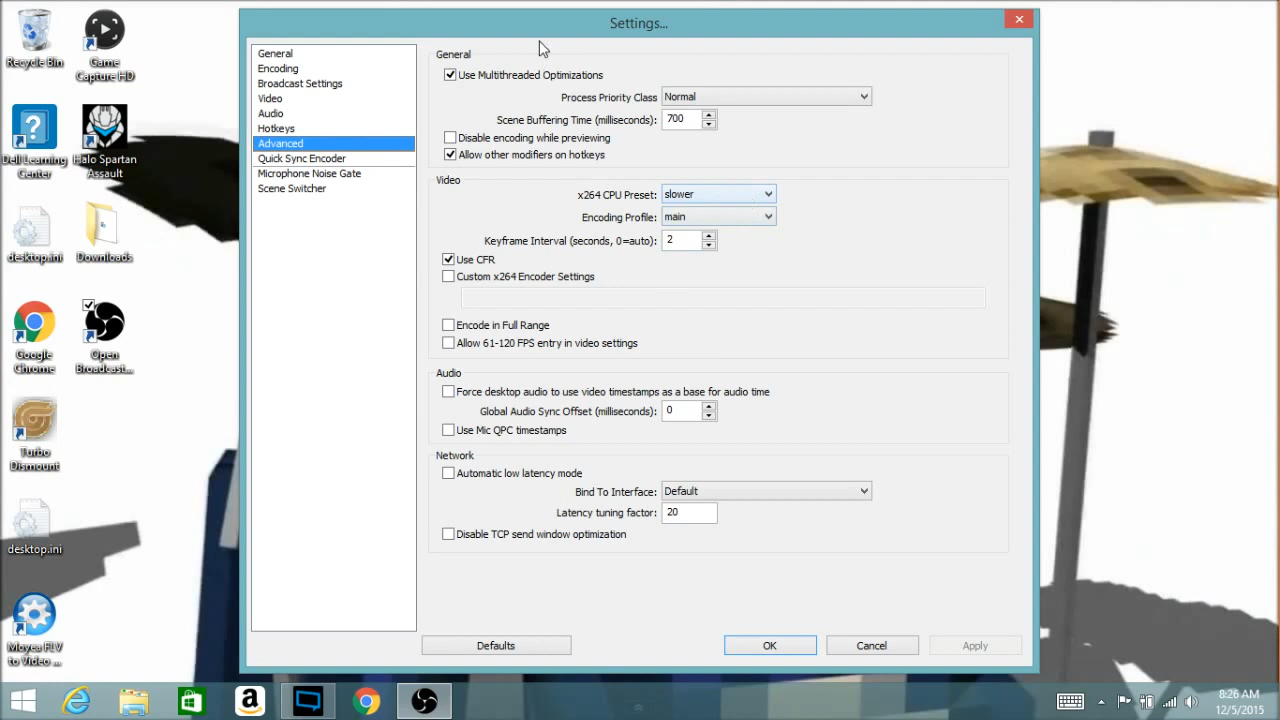 Settings...
Recycle Bin
Game
Capture HD
Dell Learning
Center
Halo Spartan
Assault
desktop.ini
Downloads
Google
Chrome
Open
Broadcast...
Turbo
Dismount
desktop.ini
Moyea FLV
to Video ...
General
Encoding
Broadcast Settings
Video
Audio
Hotkeys
Advanced
Quick Sync Encoder
Microphone Noise Gate
Scene Switcher
General
Use Multithreaded Optimizations
Process Priority Class Normal
Scene Buffering Time (milliseconds): 700
Disable encoding while previewing
Allow other modifiers on hotkeys
Video
x264 CPU Preset: slower
Encoding Profile: main
Keyframe Interval (seconds, 0=auto): 2
Use CFR
Custom x264 Encoder Settings
Encode in Full Range
Allow 61-120 FPS entry in video settings
Audio
Force desktop audio to use video timestamps as a base for audio time
Global Audio Sync Offset (milliseconds): 0
Use Mic QPC timestamps
Network
Automatic low latency mode
Bind To Interface: Default
Latency tuning factor: 20
Disable TCP send window optimization
Defaults OK Cancel Apply
8:26 AM
12/5/2015